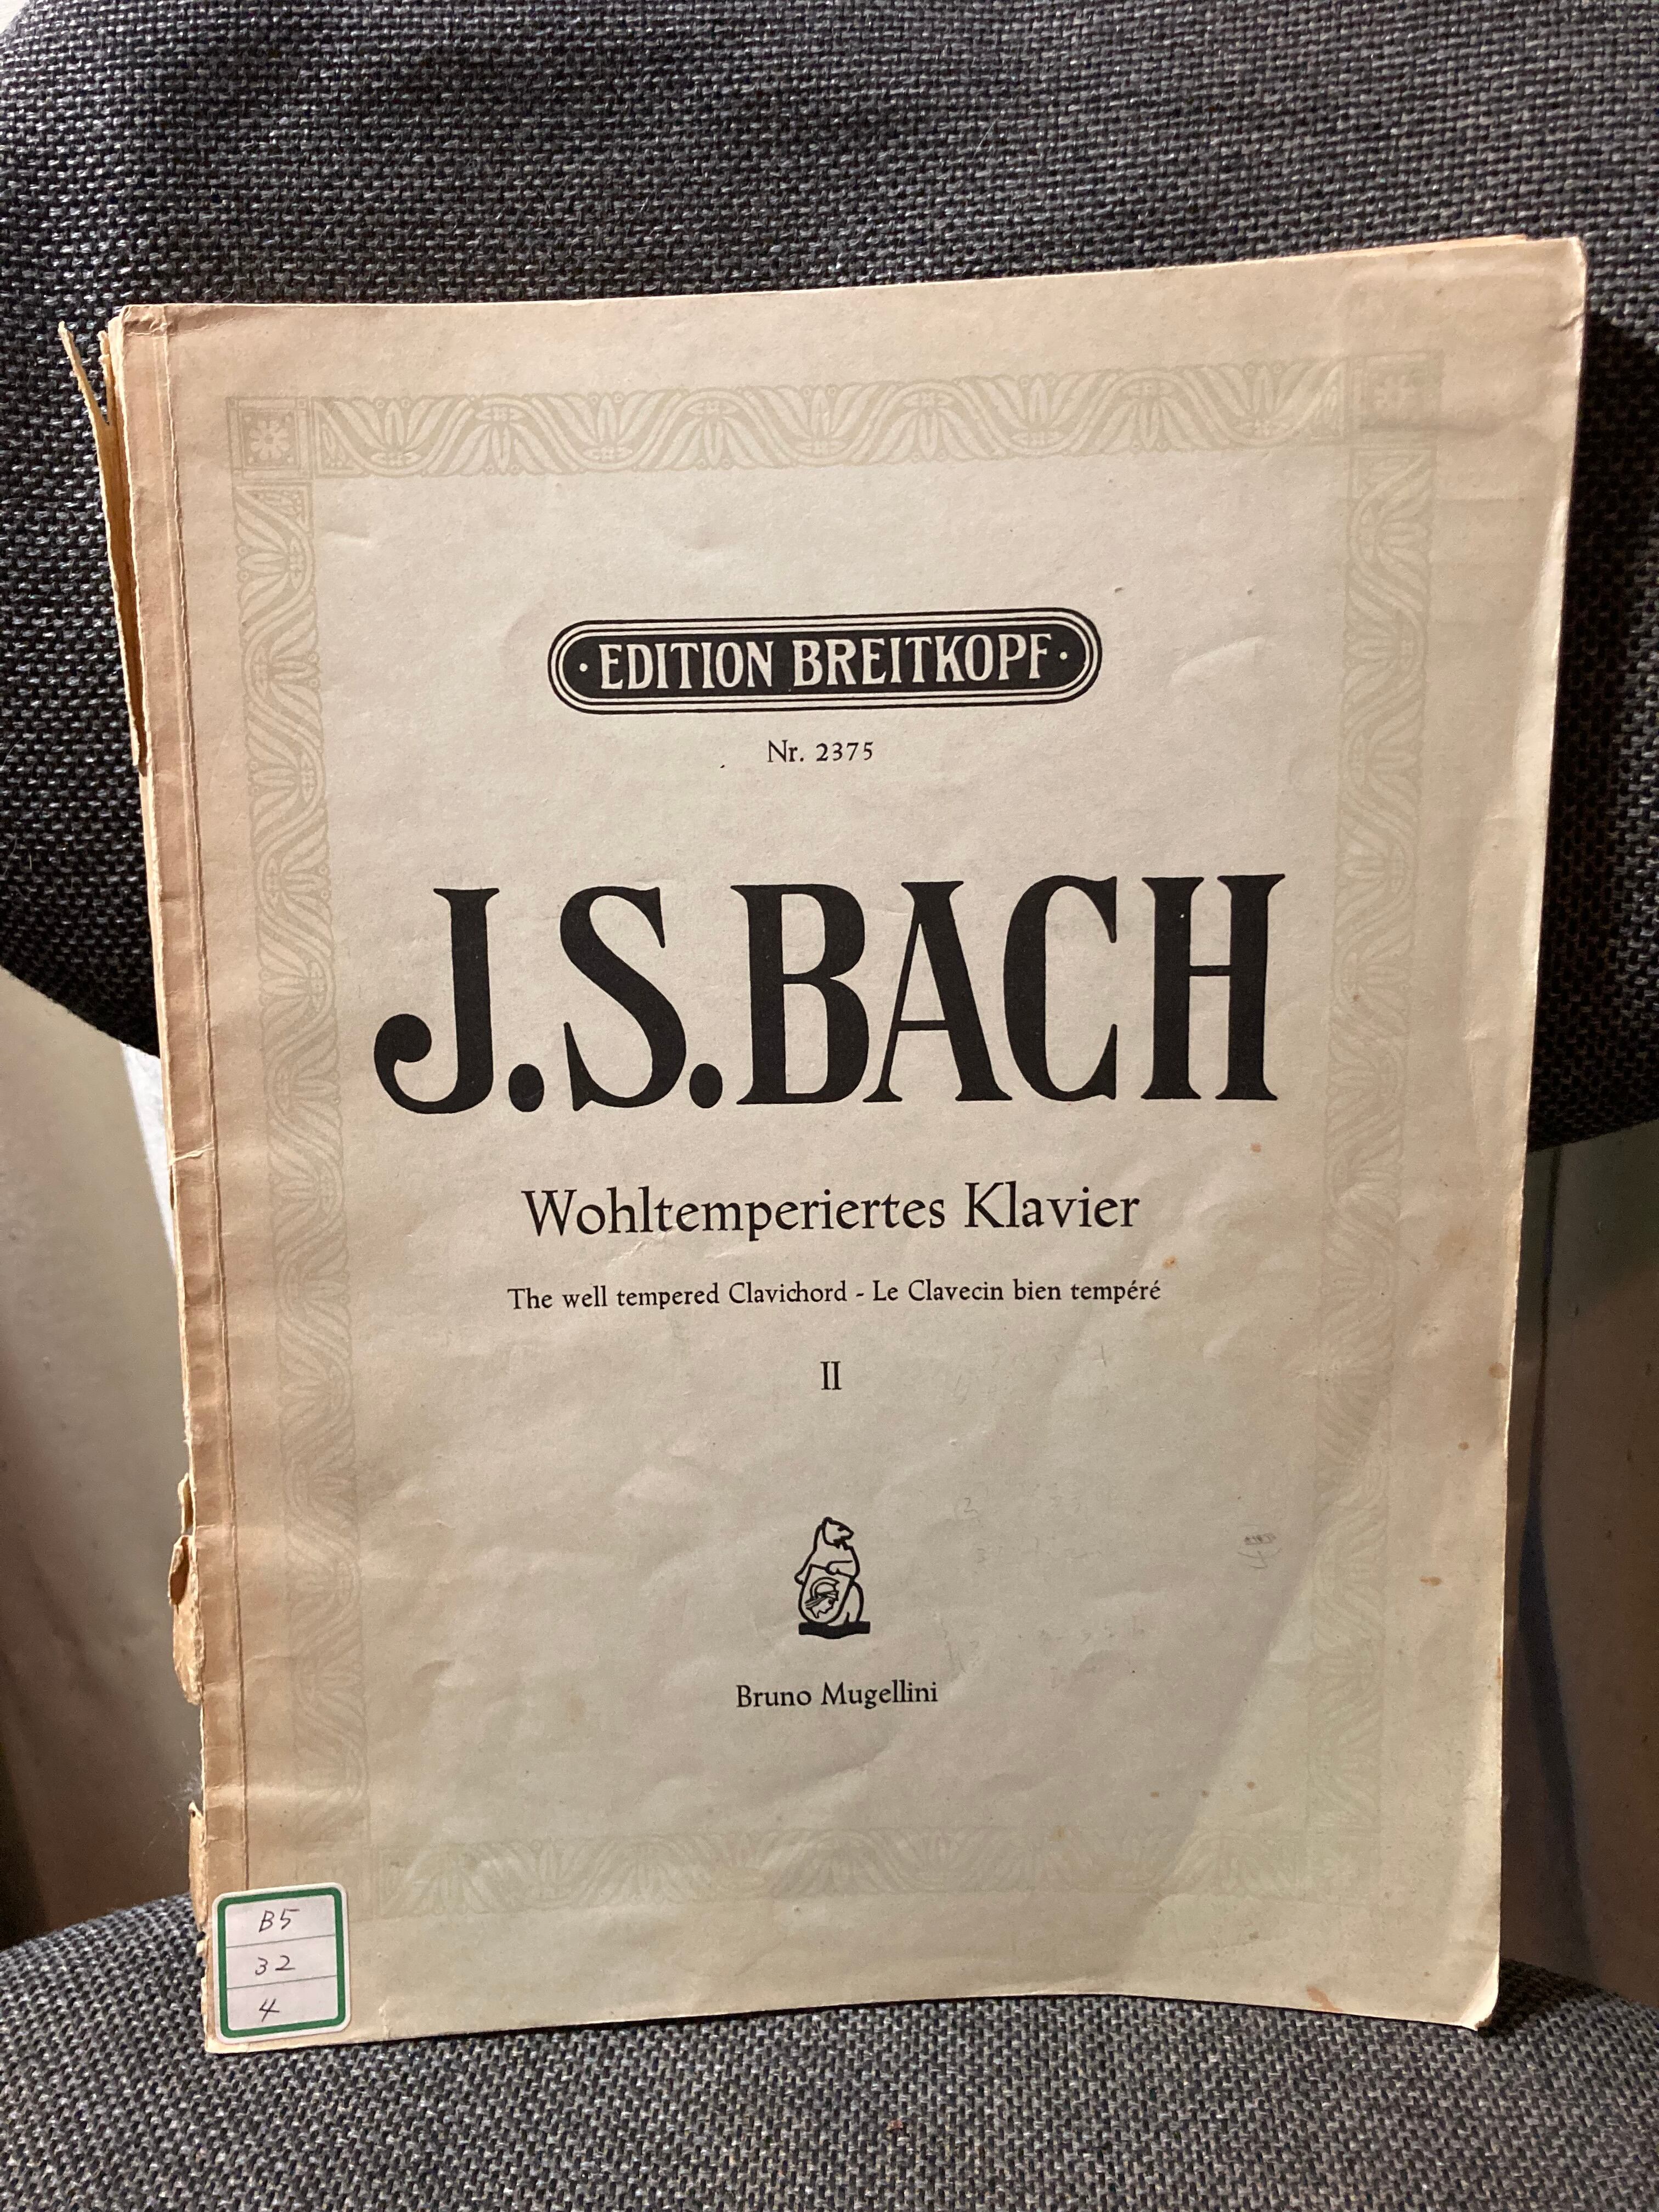 · EDITION BREITKOPF ·
Nr. 2375
J.S.BACH
Wohltemperiertes Klavier
The well tempered Clavichord - Le Clavecin bien tempéré
II
Bruno Mugellini
B5
32
4